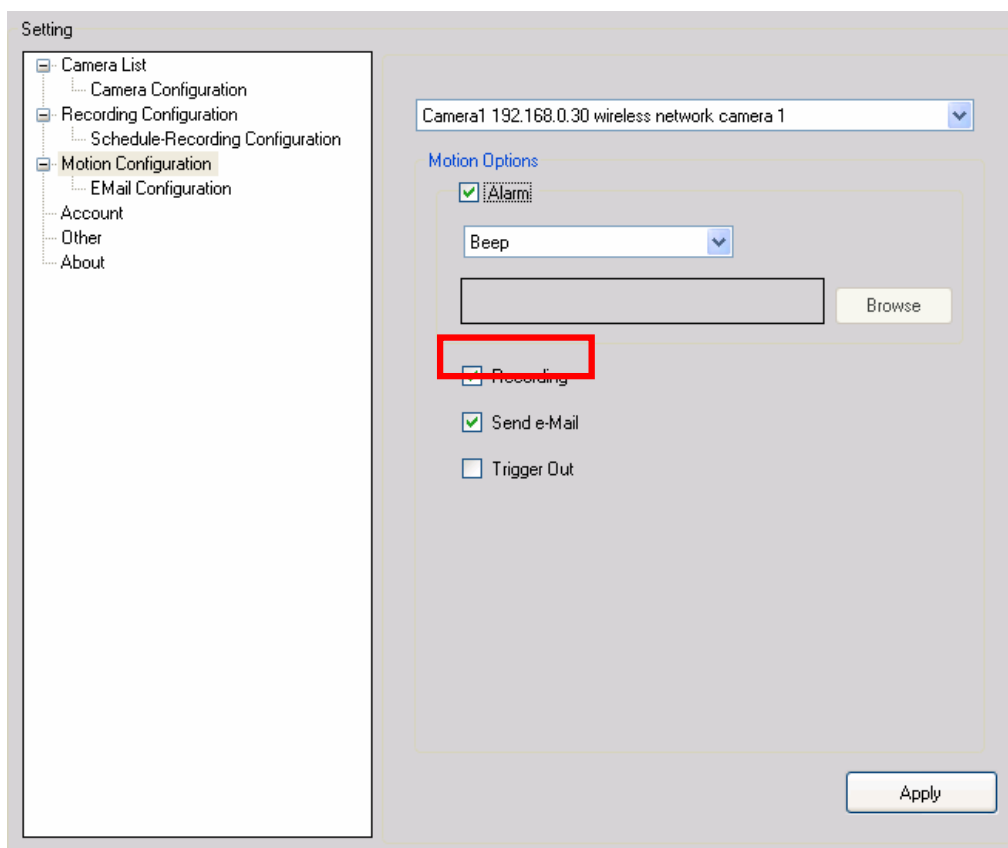 Setting
Camera List
Camera Configuration
Recording Configuration
Schedule-Recording Configuration
Motion Configuration
EMail Configuration
Account
Other
About
Camera1 192.168.0.30 wireless network camera 1
Motion Options
Alarm
Beep
Browse
Recording
Send e-Mail
Trigger Out
Apply